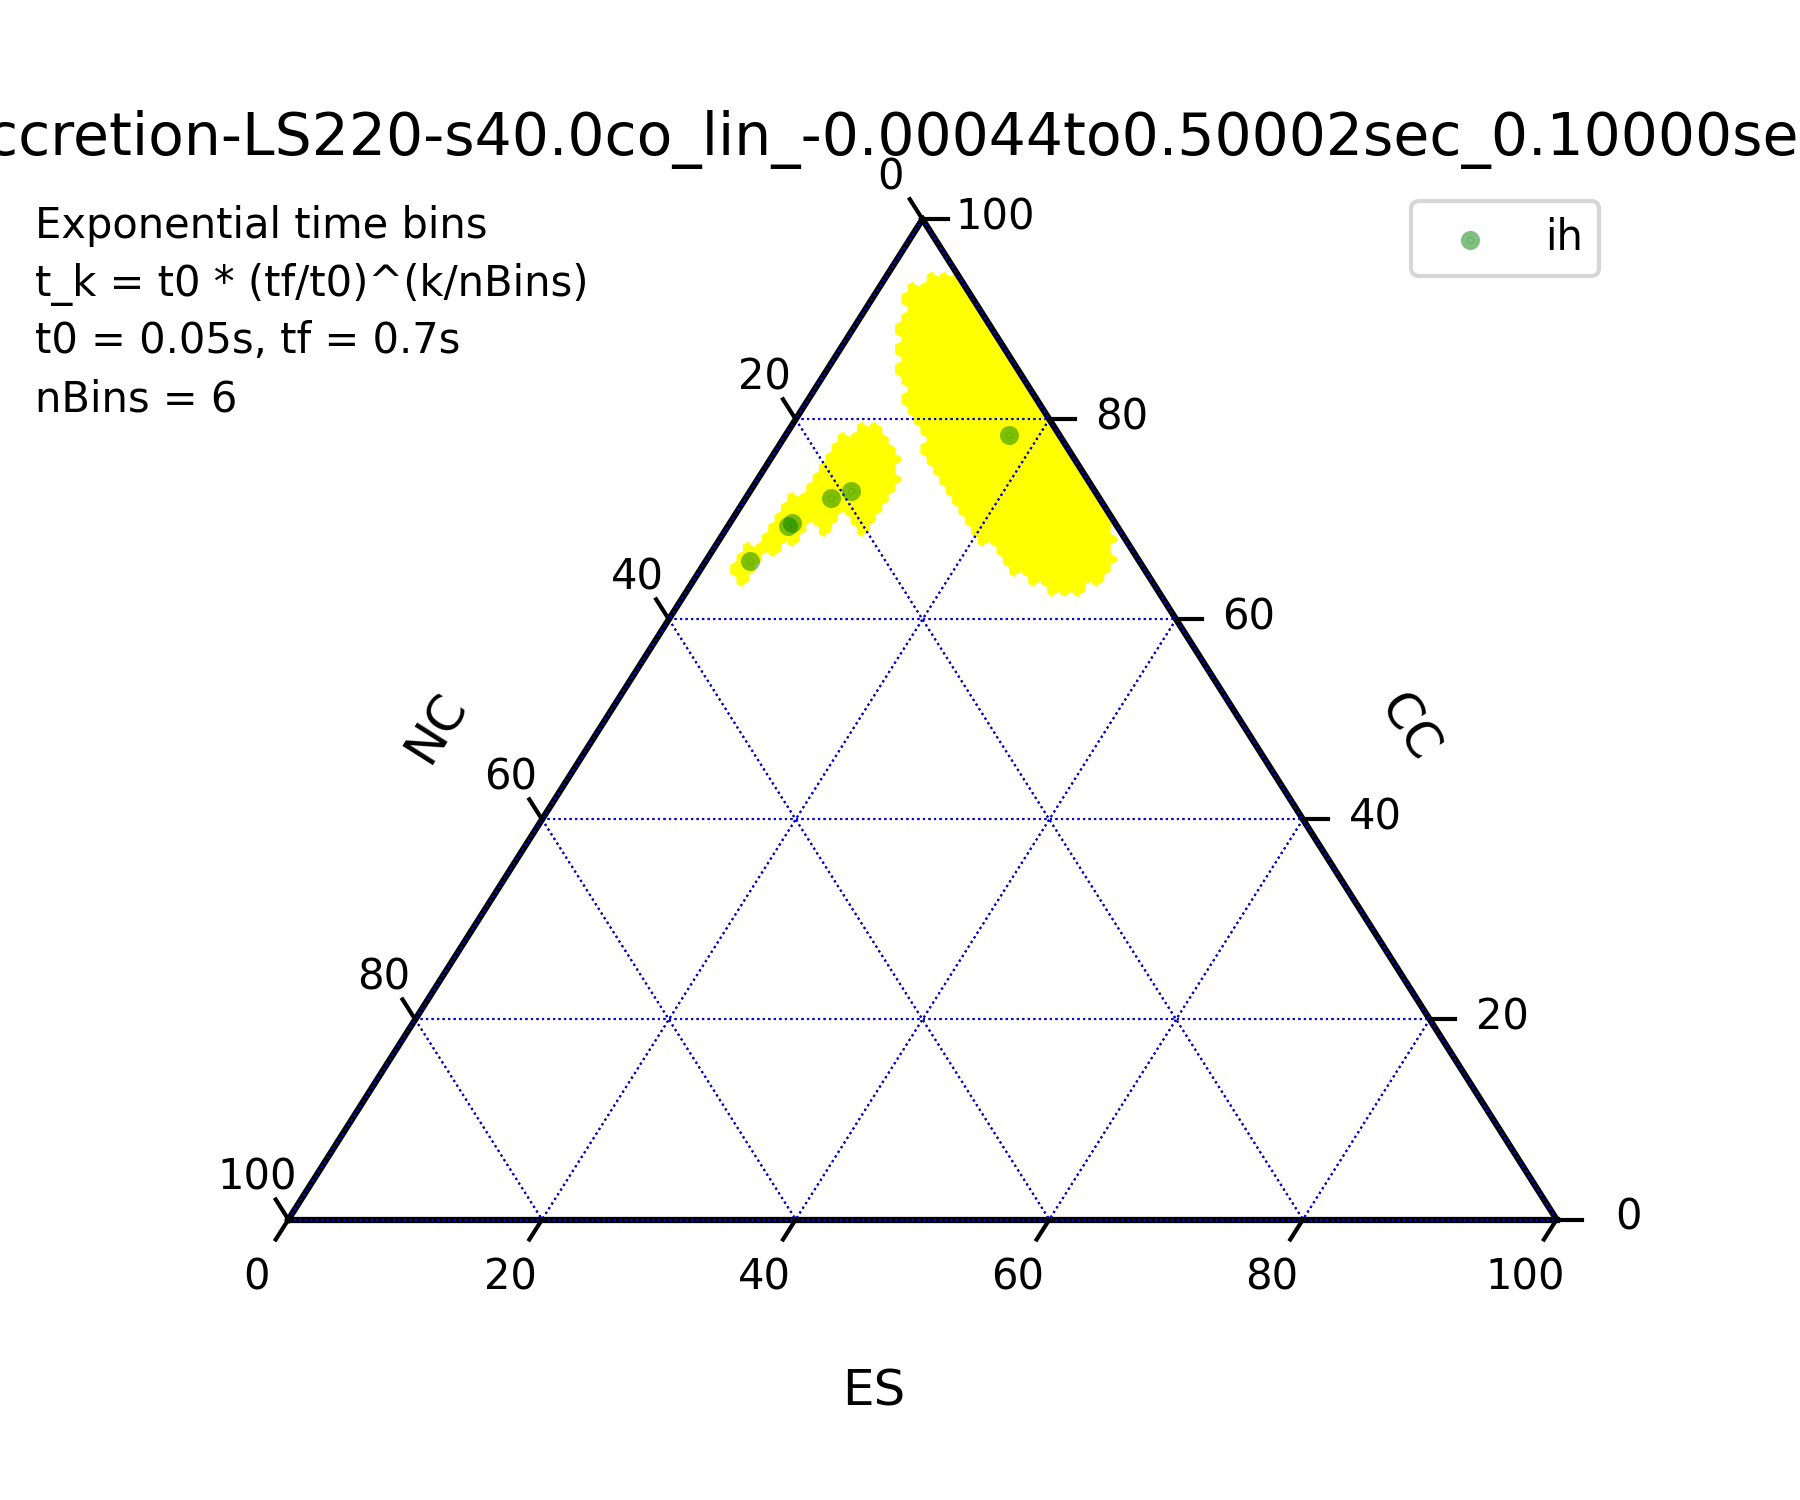 ccretion-LS220-s40.0co_lin_-0.00044to0.50002sec_0.10000se
Exponential time bins
t_k = t0 * (tf/t0)^(k/nBins)
t0 = 0.05s, tf = 0.7s
nBins = 6
ih
0
100
20
80
40
60
NC
CC
60
40
80
20
100
0
0
20
40
60
80
100
ES